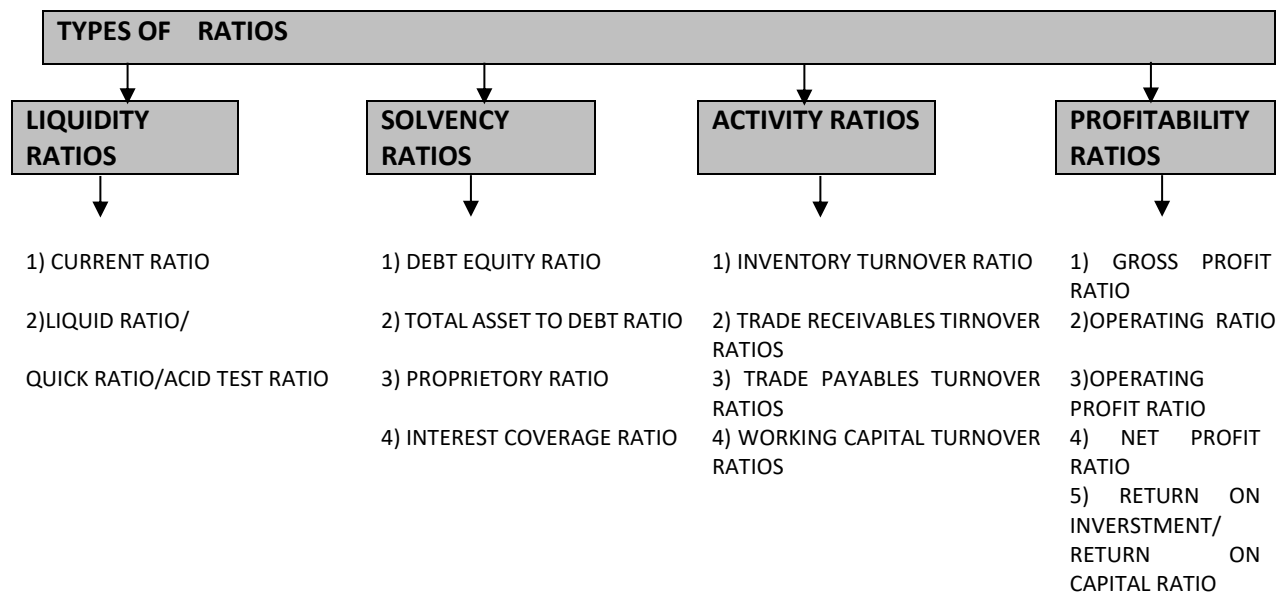 TYPES OF RATIOS
LIQUIDITY
RATIOS
SOLVENCY
RATIOS
ACTIVITY RATIOS
PROFITABILITY
RATIOS
1) CURRENT RATIO
2)LIQUID RATIO/
QUICK RATIO/ACID TEST RATIO
1) DEBT EQUITY RATIO
2) TOTAL ASSET TO DEBT RATIO
3) PROPRIETORY RATIO
4) INTEREST COVERAGE RATIO
1) INVENTORY TURNOVER RATIO
2) TRADE RECEIVABLES TIRNOVER
RATIOS
3) TRADE PAYABLES TURNOVER
RATIOS
4) WORKING CAPITAL TURNOVER
RATIOS
1) GROSS PROFIT
RATIO
2)OPERATING RATIO
3)OPERATING
PROFIT RATIO
4) NET PROFIT
RATIO
5) RETURN ON
INVERSTMENT/
RETURN ON
CAPITAL RATIO